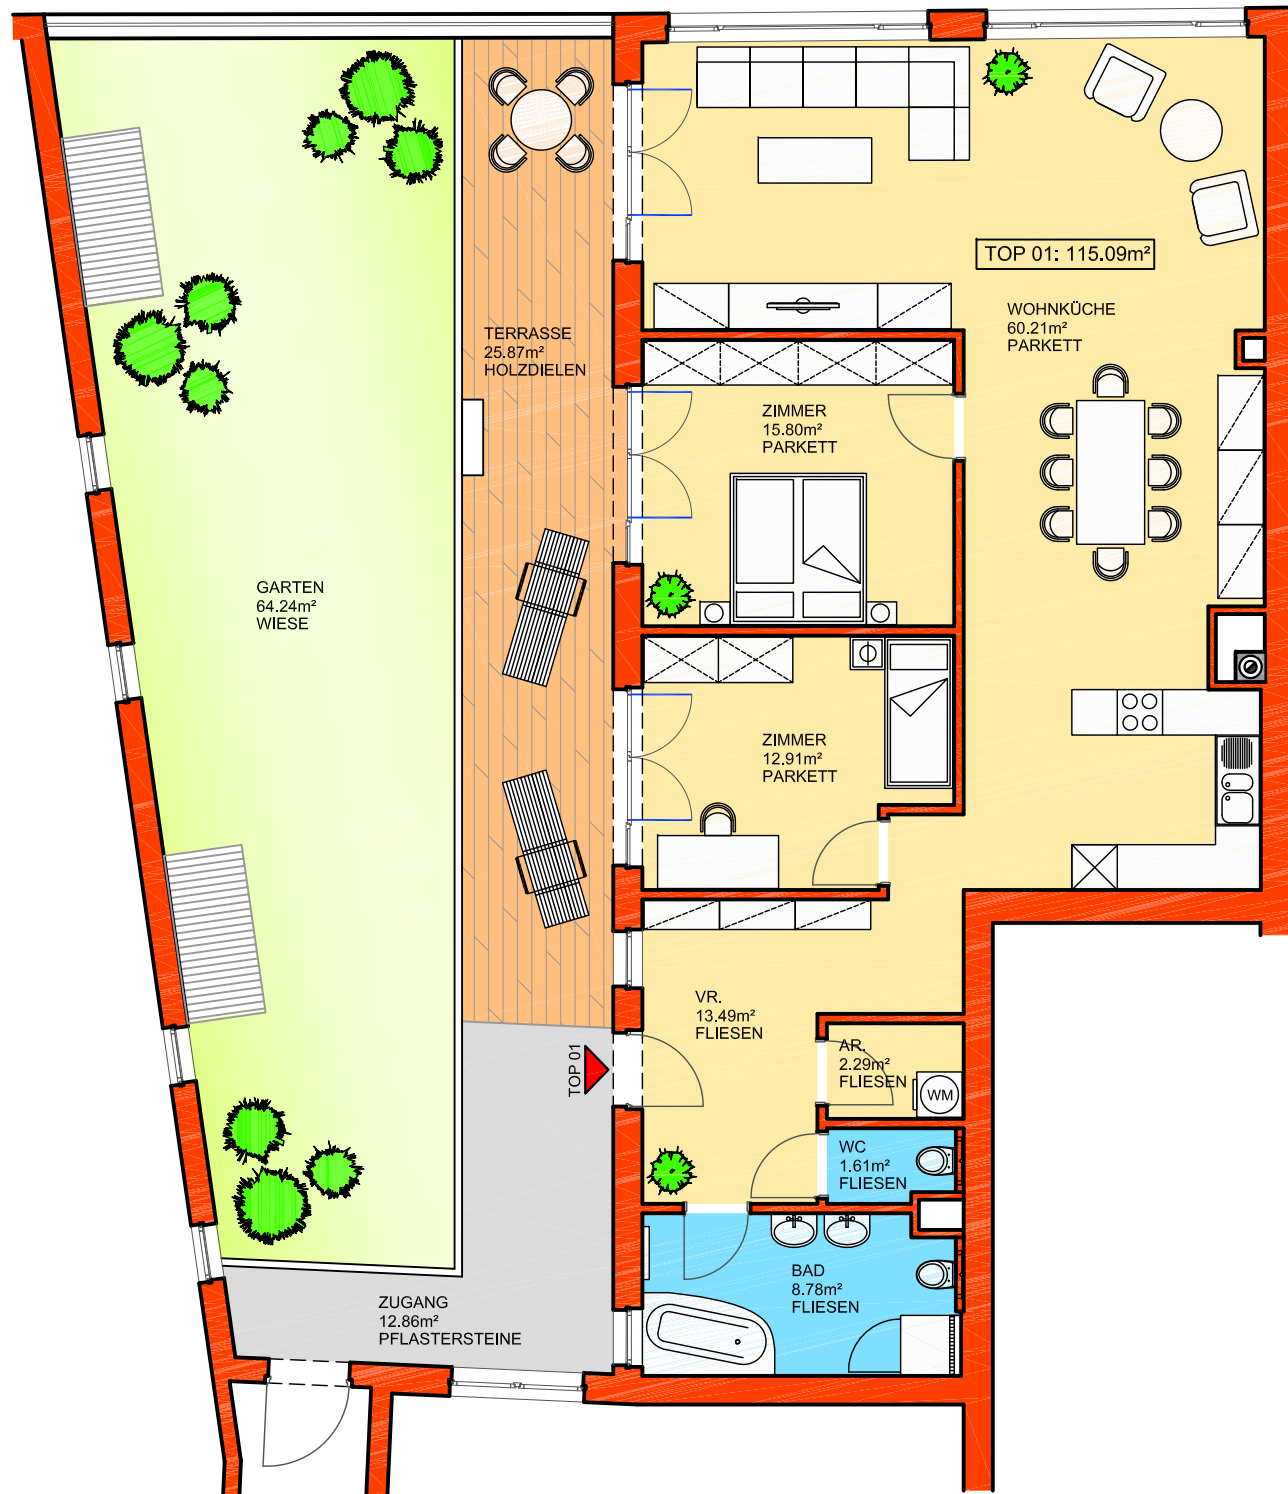 TOP 01: 115.09m²
WOHNKÜCHE
60.21m²
PARKETT
TERRASSE
25.87m²
HOLZDIELEN
ZIMMER
15.80m²
PARKETT
GARTEN
64.24m²
WIESE
ZIMMER
12.91m²
PARKETT
VR.
13.49m²
FLIESEN
TOP 01
AR.
2.29m²
FLIESEN
WM
WC
1.61m²
FLIESEN
BAD
8.78m²
FLIESEN
ZUGANG
12.86m²
PFLASTERSTEINE